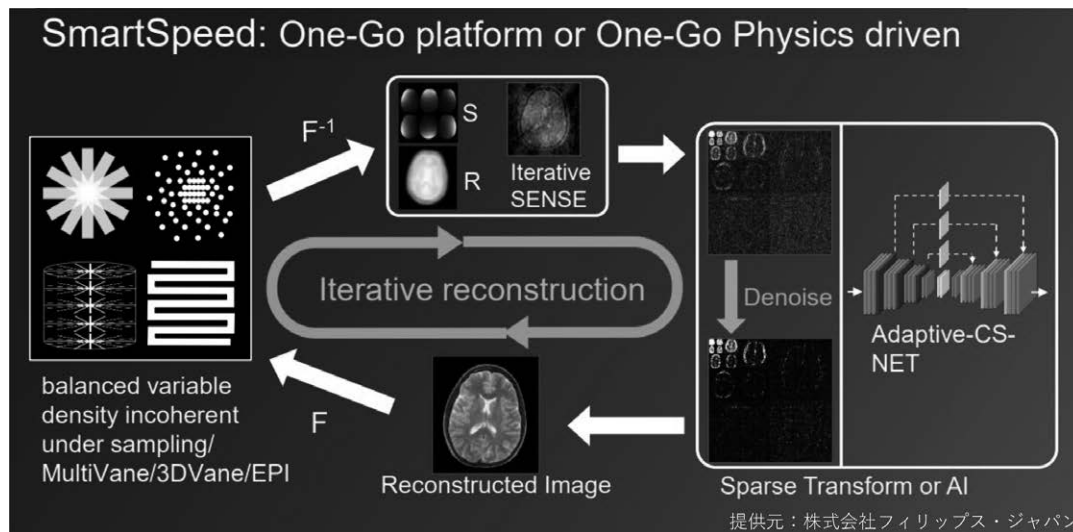 SmartSpeed: One-Go platform or One-Go Physics driven
F-1
S
R
Iterative
SENSE
Iterative reconstruction
Denoise
Adaptive-CS-
NET
balanced variable
density incoherent
under sampling/
MultiVane/3DVane/EPI
F
Reconstructed Image
Sparse Transform or AI
提供元：株式会社フィリップス・ジャパン